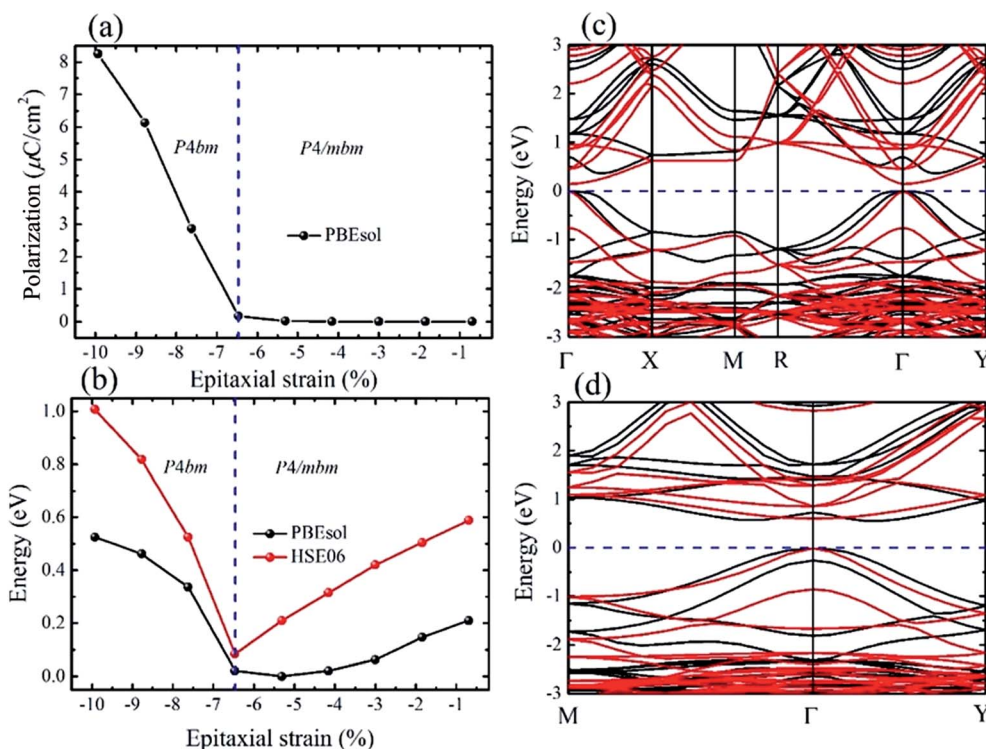 (a)
8
7
6
5
4
3
2
1
0
Polarization (μC/cm²)
P4bm
P4/mbm
PBEsol
-10 -9 -8 -7 -6 -5 -4 -3 -2 -1
Epitaxial strain (%)
(b)
1.0
0.8
0.6
0.4
0.2
0.0
Energy (eV)
P4bm
P4/mbm
PBEsol
HSE06
-10 -9 -8 -7 -6 -5 -4 -3 -2 -1
Epitaxial strain (%)
(c)
3
2
1
0
-1
-2
-3
Energy (eV)
Γ X M R Γ Y
(d)
3
2
1
0
-1
-2
-3
Energy (eV)
M Γ Y